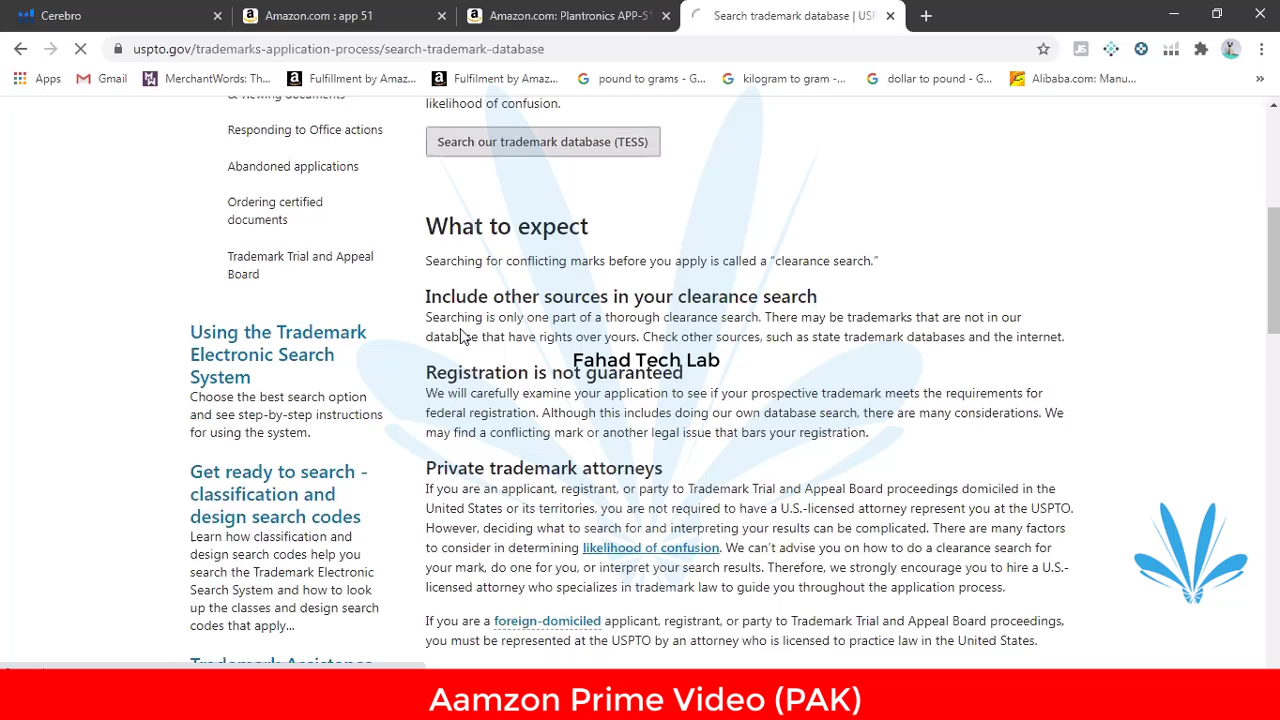 Cerebro
Amazon.com : app 51
Amazon.com: Plantronics APP-5
Search trademark database | US
uspto.gov/trademarks-application-process/search-trademark-database
Apps
Gmail
MerchantWords: Th...
Fulfillment by Amaz...
Fulfilment by Amaz...
pound to grams - G...
kilogram to gram -...
dollar to pound - G...
Alibaba.com: Manu...
»
& viewing documents
Responding to Office actions
Abandoned applications
Ordering certified
documents
Trademark Trial and Appeal
Board
Using the Trademark
Electronic Search
System
Choose the best search option
and see step-by-step instructions
for using the system.
Get ready to search -
classification and
design search codes
Learn how classification and
design search codes help you
search the Trademark Electronic
Search System and how to look
up the classes and design search
codes that apply...
Trademark Assistance
likelihood of confusion.
Search our trademark database (TESS)
What to expect
Searching for conflicting marks before you apply is called a “clearance search.”
Include other sources in your clearance search
Searching is only one part of a thorough clearance search. There may be trademarks that are not in our
database that have rights over yours. Check other sources, such as state trademark databases and the internet.
Fahad Tech Lab
Registration is not guaranteed
We will carefully examine your application to see if your prospective trademark meets the requirements for
federal registration. Although this includes doing our own database search, there are many considerations. We
may find a conflicting mark or another legal issue that bars your registration.
Private trademark attorneys
If you are an applicant, registrant, or party to Trademark Trial and Appeal Board proceedings domiciled in the
United States or its territories, you are not required to have a U.S.-licensed attorney represent you at the USPTO.
However, deciding what to search for and interpreting your results can be complicated. There are many factors
to consider in determining likelihood of confusion. We can’t advise you on how to do a clearance search for
your mark, do one for you, or interpret your search results. Therefore, we strongly encourage you to hire a U.S.-
licensed attorney who specializes in trademark law to guide you throughout the application process.
If you are a foreign-domiciled applicant, registrant, or party to Trademark Trial and Appeal Board proceedings,
you must be represented at the USPTO by an attorney who is licensed to practice law in the United States.
Aamzon Prime Video (PAK)